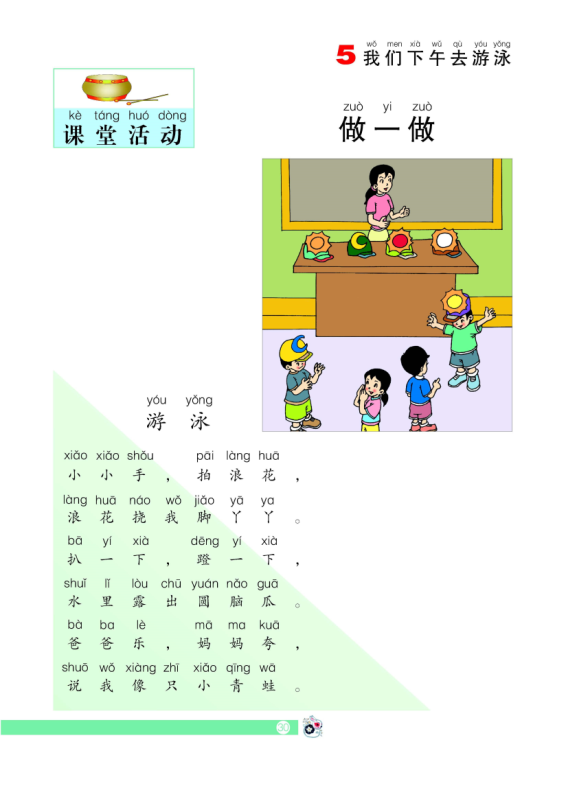 wǒ men xià wǔ qù yóu yǒng
5 我们下午去游泳
kè táng huó dòng
课堂活动
zuò yi zuò
做一做
yóu yǒng
游泳
xiǎo xiǎo shǒu pāi làng huā
小小手，拍浪花，
làng huā náo wǒ jiǎo yā ya
浪花挠我脚丫丫。
bā yí xià dēng yí xià
扒一下，蹬一下，
shuǐ lǐ lòu chū yuán nǎo guā
水里露出圆脑瓜。
bà ba lè mā ma kuā
爸爸乐，妈妈夸，
shuō wǒ xiàng zhī xiǎo qīng wā
说我像只小青蛙。